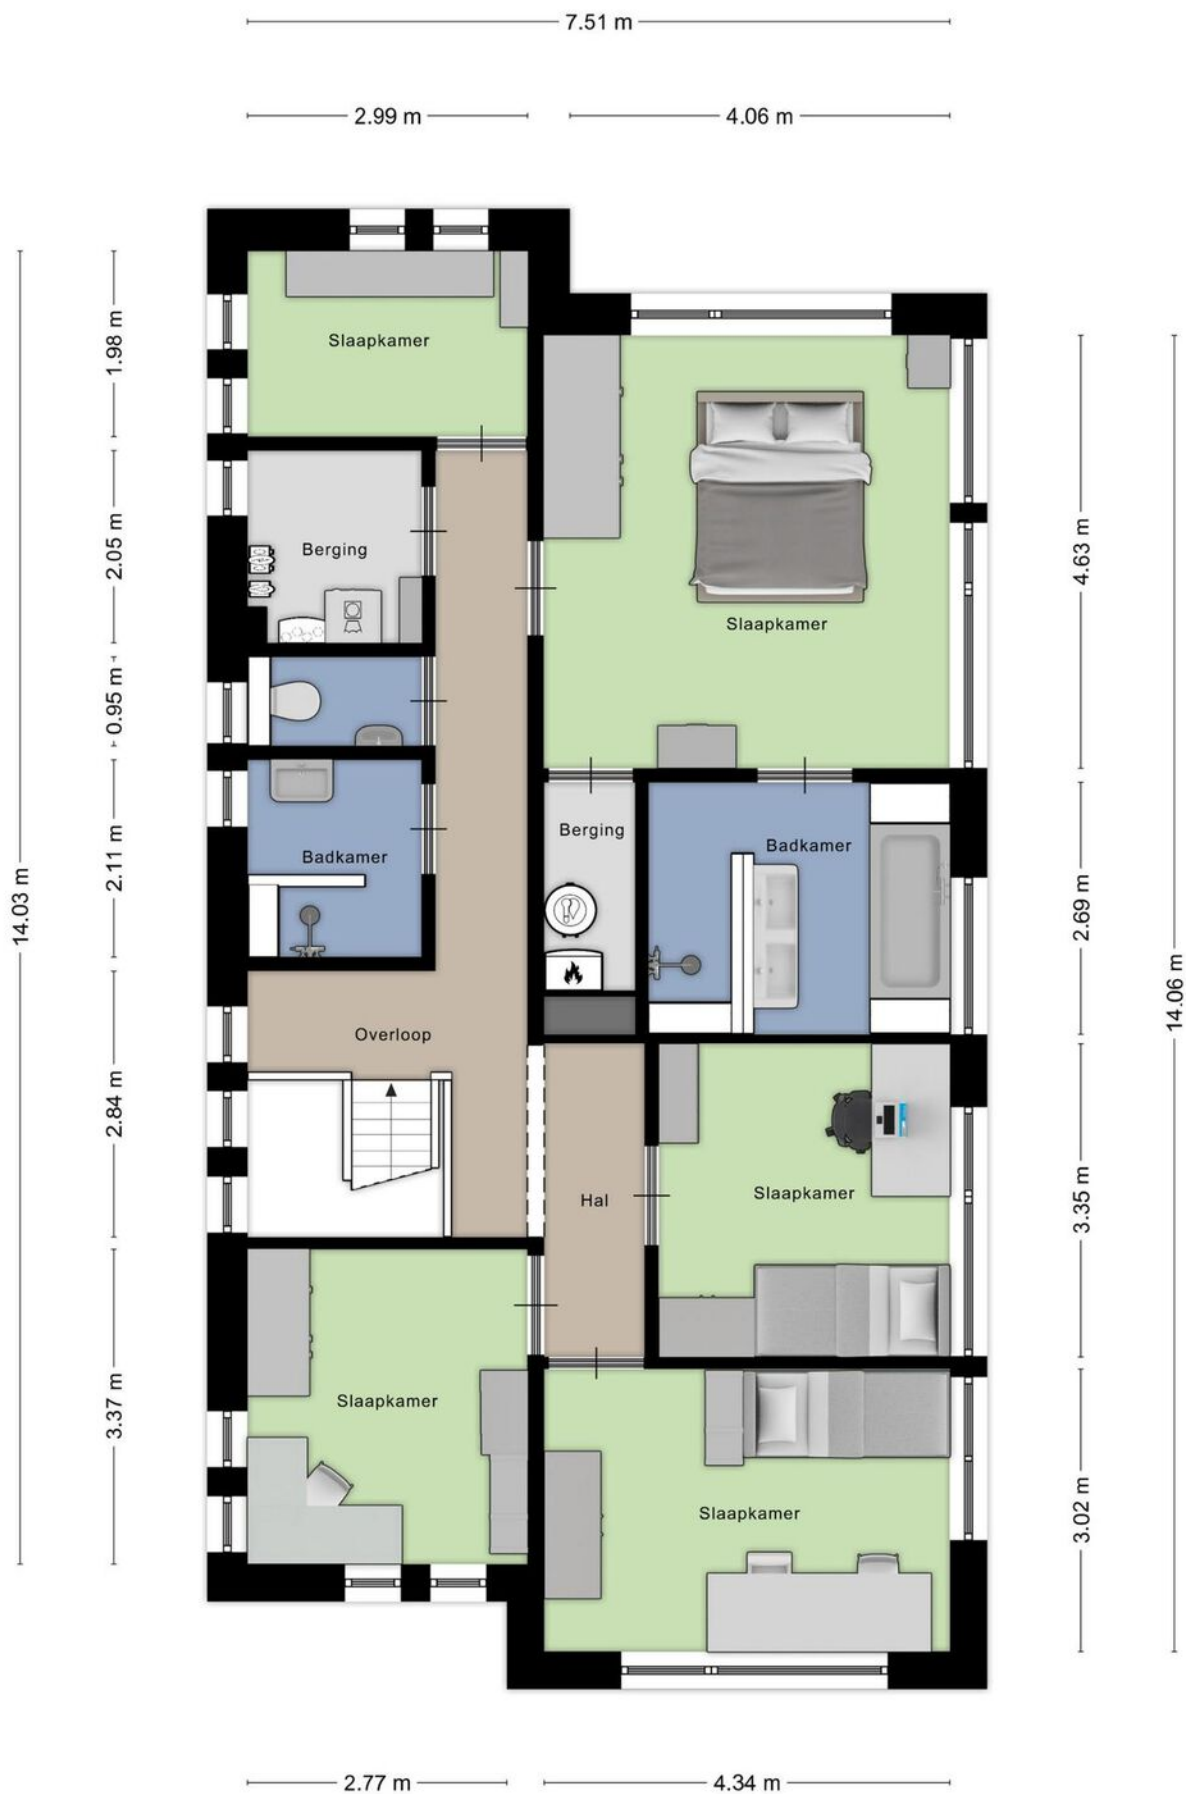 7.51 m
2.99 m
4.06 m
Slaapkamer
1.98 m
4.63 m
2.05 m
Berging
Slaapkamer
0.95 m
Berging
Badkamer
Badkamer
2.11 m
2.69 m
14.03 m
14.06 m
Overloop
2.84 m
Hal
Slaapkamer
3.35 m
Slaapkamer
3.37 m
Slaapkamer
3.02 m
2.77 m
4.34 m